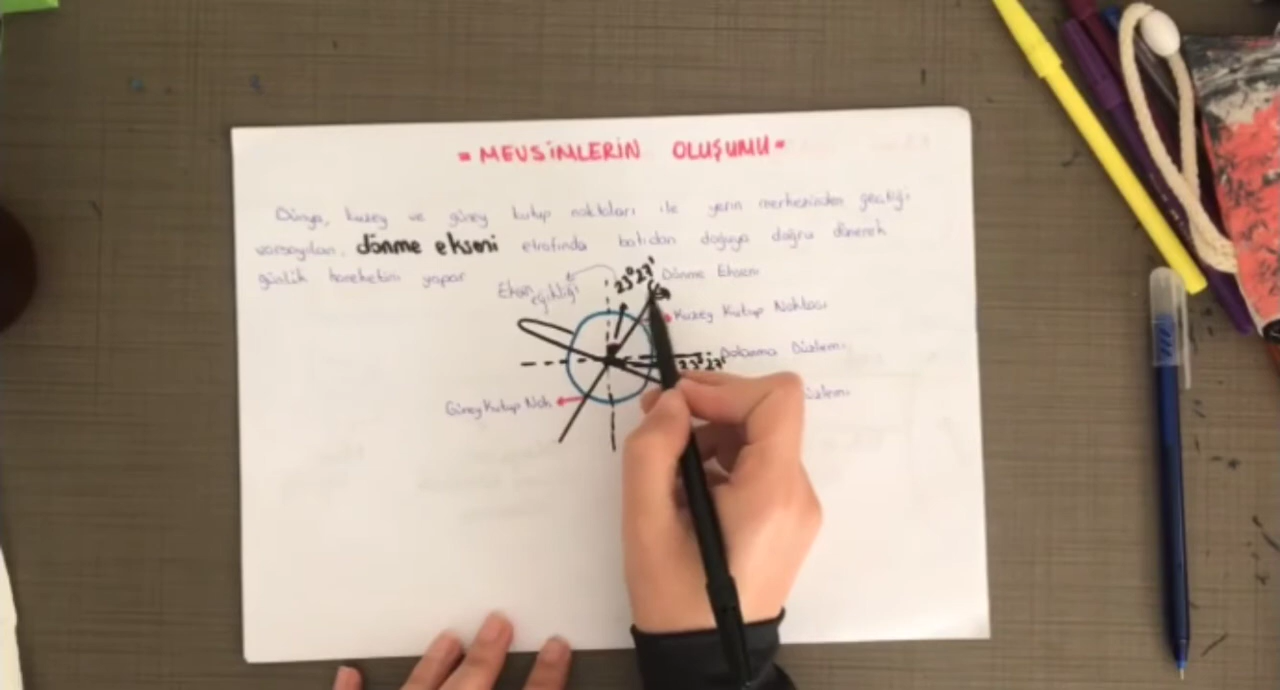 = MEVSİMLERİN OLUŞUMU =
Dünya, kuzey ve güney kutup noktaları ile yerin merkezinden geçtiği
varsayılan, dönme ekseni etrafında batıdan doğuya doğru dönerek
günlük hareketini yapar
Eksen eğikliği
23°27'
Dönme Ekseni
Kuzey Kutup Noktası
23°27'
Dolanma Düzlemi
Güney Kutup Nok
üzlemi